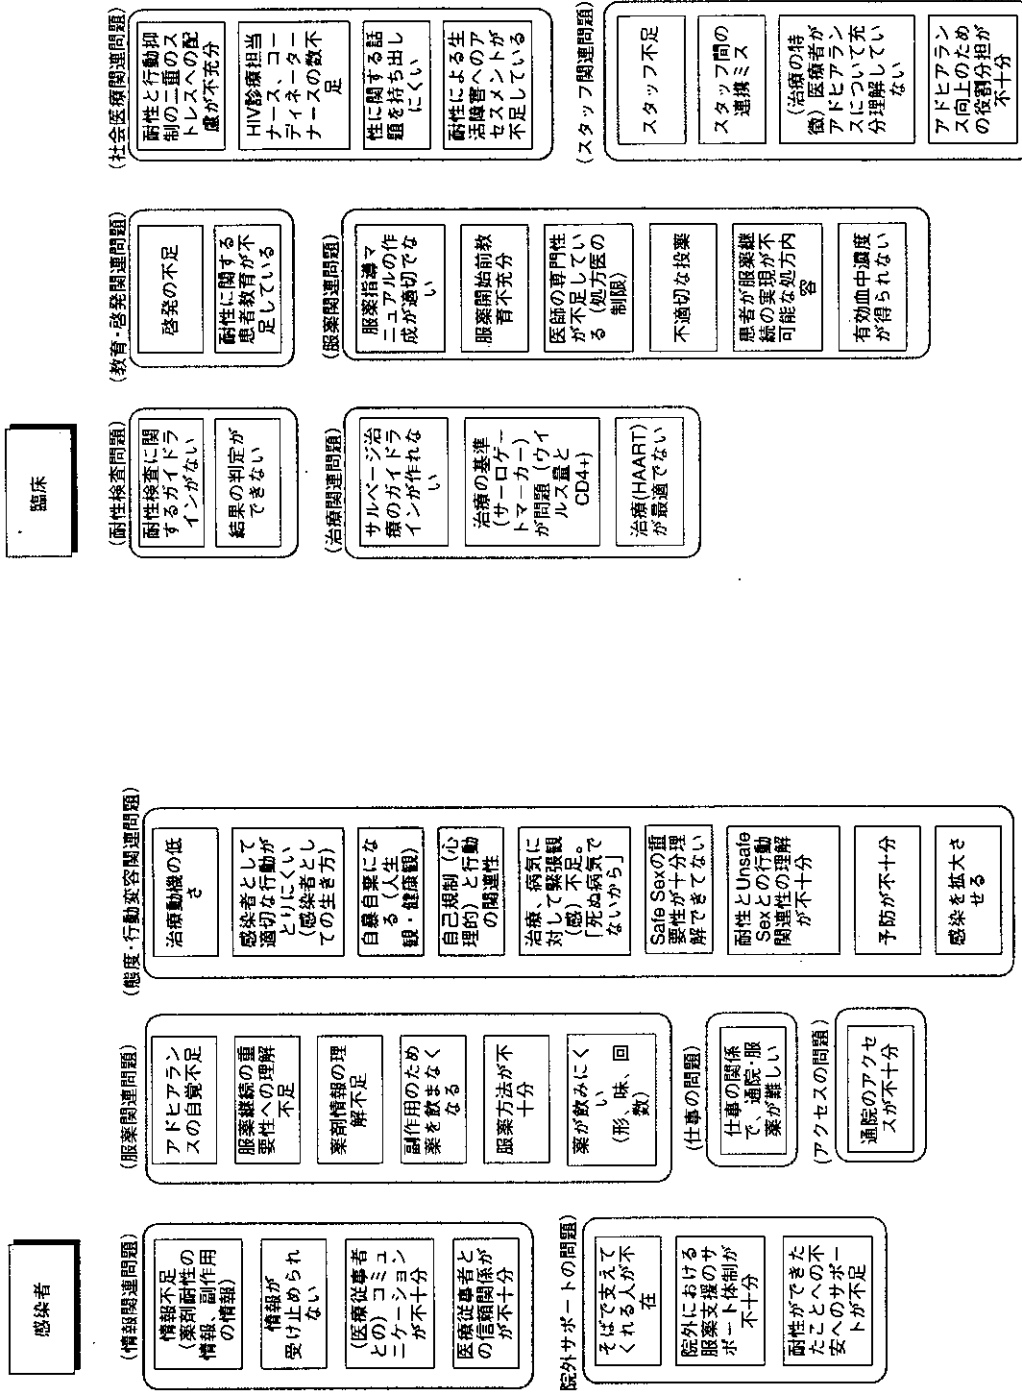 感染者
(情報関連問題)
情報不足
(薬剤耐性の
情報、副作用
の情報)
情報が
受け止められ
ない
(医療従事者
との)コミュ
ニケーション
が不十分
医療従事者と
の信頼関係が
不十分
院外サポートの問題)
そばで支えて
くれる人が不
在
院外における
服薬支援のサ
ポート体制が
不十分
耐性ができた
たことへの不
安へのサポー
トが不足
(服薬関連問題)
アドヒアラン
スの自覚不足
服薬継続の重
要性への理解
不足
薬剤情報の理
解不足
副作用のため
薬を飲まなく
なる
服薬方法が不
十分
薬が飲みにく
い
(形、味、回
数)
(仕事の問題)
仕事の関係
で、通院・服
薬が難しい
(アクセスの問題)
通院のアクセ
スが不十分
(態度・行動変容関連問題)
治療動機の低
さ
感染者として
適切な行動が
とりにくい
(感染者とし
ての生き方)
自暴自棄にな
る(人生
観・健康観)
自己規制(心
理的)と行動
の関連性
治療、病気に
対して緊張観
(感)不足。
「死ぬ病気で
ないから」
Safe Sexの重
要性が十分理
解できてない
耐性とUnsafe
Sexとの行動
関連性の理解
が不十分
予防が不十分
感染を拡大さ
せる
臨床
(耐性検査問題)
耐性検査に関
するガイドラ
インがない
結果の判定が
できない
(治療関連問題)
サルベージ治
療のガイドラ
インが作れな
い
治療の基準
(サーロゲー
トマーカー)
が問題(ウイ
ルス量と
CD4+)
治療(HAART)
が最適でない
(教育・啓発関連問題)
啓発の不足
耐性に関する
患者教育が不
足している
(服薬関連問題)
服薬指導マ
ニュアルの作
成が適切でな
い
服薬開始前教
育不充分
医師の専門性
が不足してい
る(処方医の
制限)
不適切な投薬
患者が服薬継
続の実現が不
可能な処方内
容
有効血中濃度
が得られない
(社会医療関連問題)
耐性と行動抑
制の二重のス
トレスへの配
慮が不充分
HIV診療担当
ナース、コー
ディネーター
ナースの数不
足
性に関する話
題を持ち出し
にくい
耐性による生
活障害へのア
セスメントが
不足している
(スタッフ関連問題)
スタッフ不足
スタッフ間の
連携ミス
(治療の特
徴)医療者が
アドヒアラン
スについて充
分理解してい
ない
アドヒアラン
ス向上のため
の役割分担が
不十分